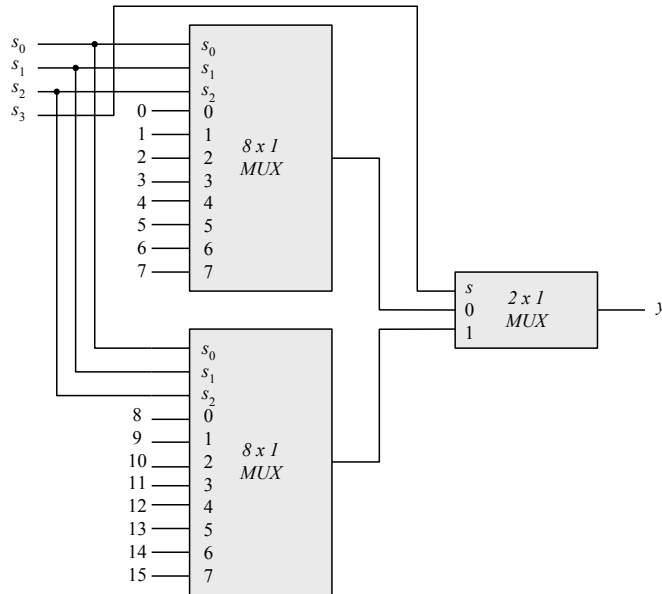 s0 s0
s1 s1
s2 s2
s3
0 0
1 1
2 2
3 3
4 4
5 5
6 6
7 7
8 x 1
MUX
s
0
1
2 x 1
MUX
y
s0
s1
s2
8 0
9 1
10 2
11 3
12 4
13 5
14 6
15 7
8 x 1
MUX